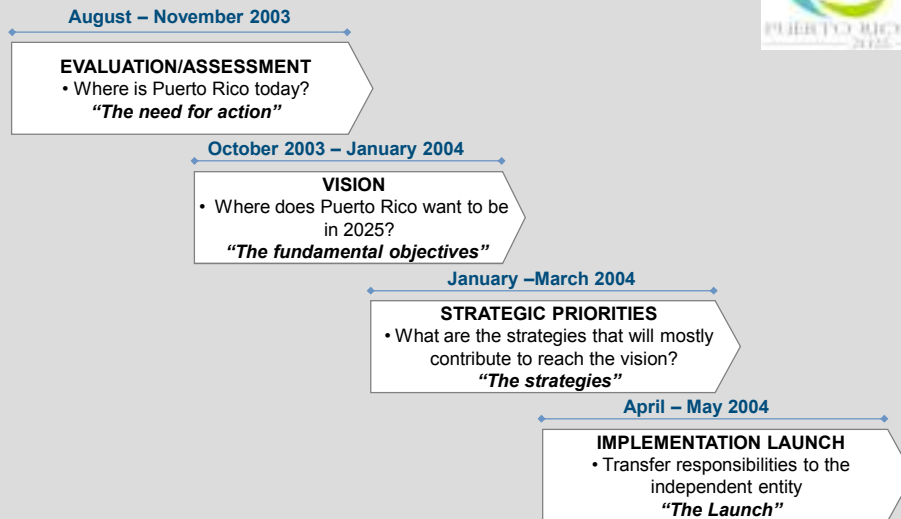 PUERTO RICO
2025
August – November 2003
EVALUATION/ASSESSMENT
• Where is Puerto Rico today?
“The need for action”
October 2003 – January 2004
VISION
• Where does Puerto Rico want to be
in 2025?
“The fundamental objectives”
January –March 2004
STRATEGIC PRIORITIES
• What are the strategies that will mostly
contribute to reach the vision?
“The strategies”
April – May 2004
IMPLEMENTATION LAUNCH
• Transfer responsibilities to the
independent entity
“The Launch”